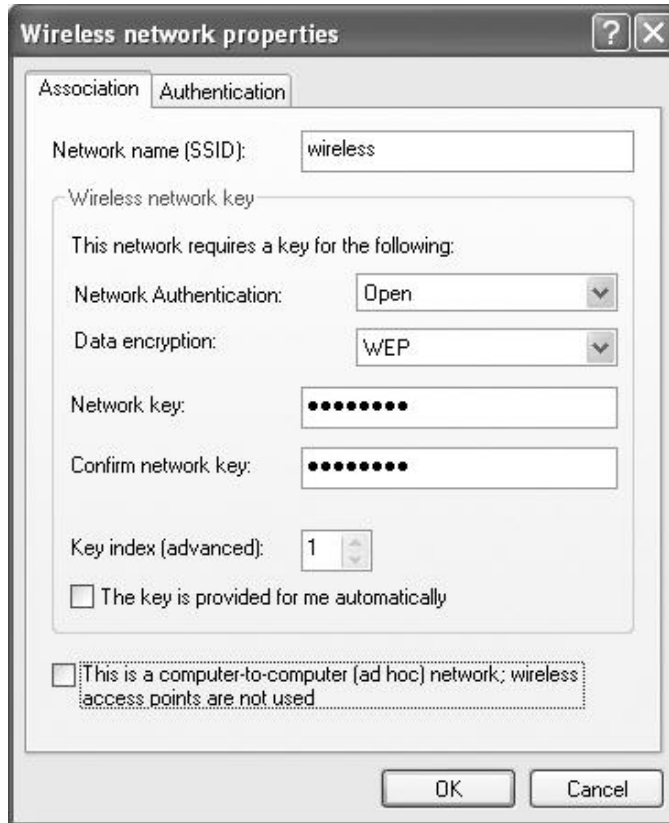 Wireless network properties
Association
Authentication
Network name (SSID):
wireless
Wireless network key
This network requires a key for the following:
Network Authentication:
Open
Data encryption:
WEP
Network key:
••••••••
Confirm network key:
••••••••
Key index (advanced):
1
The key is provided for me automatically
This is a computer-to-computer (ad hoc) network; wireless
access points are not used
OK
Cancel